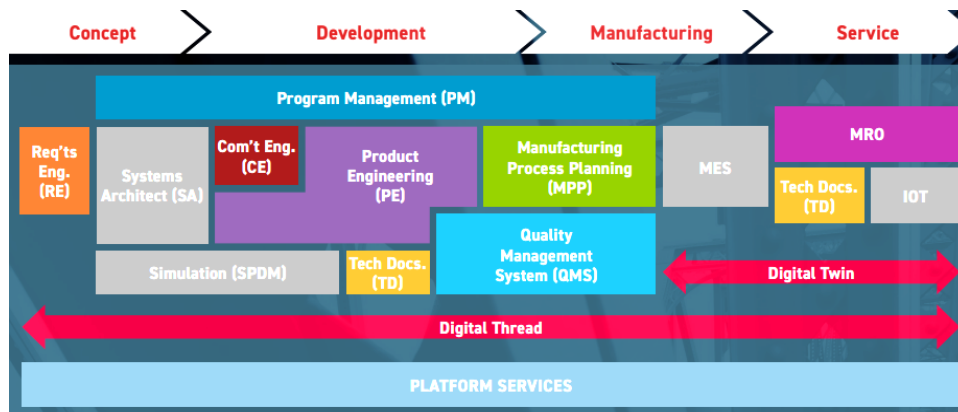 Concept
Development
Manufacturing
Service
Program Management (PM)
Req'ts
Eng.
(RE)
Systems
Architect (SA)
Com't Eng.
(CE)
Product
Engineering
(PE)
Manufacturing
Process Planning
(MPP)
MES
MRO
Tech Docs.
(TD)
IOT
Simulation (SPDM)
Tech Docs.
(TD)
Quality
Management
System (QMS)
Digital Twin
Digital Thread
PLATFORM SERVICES